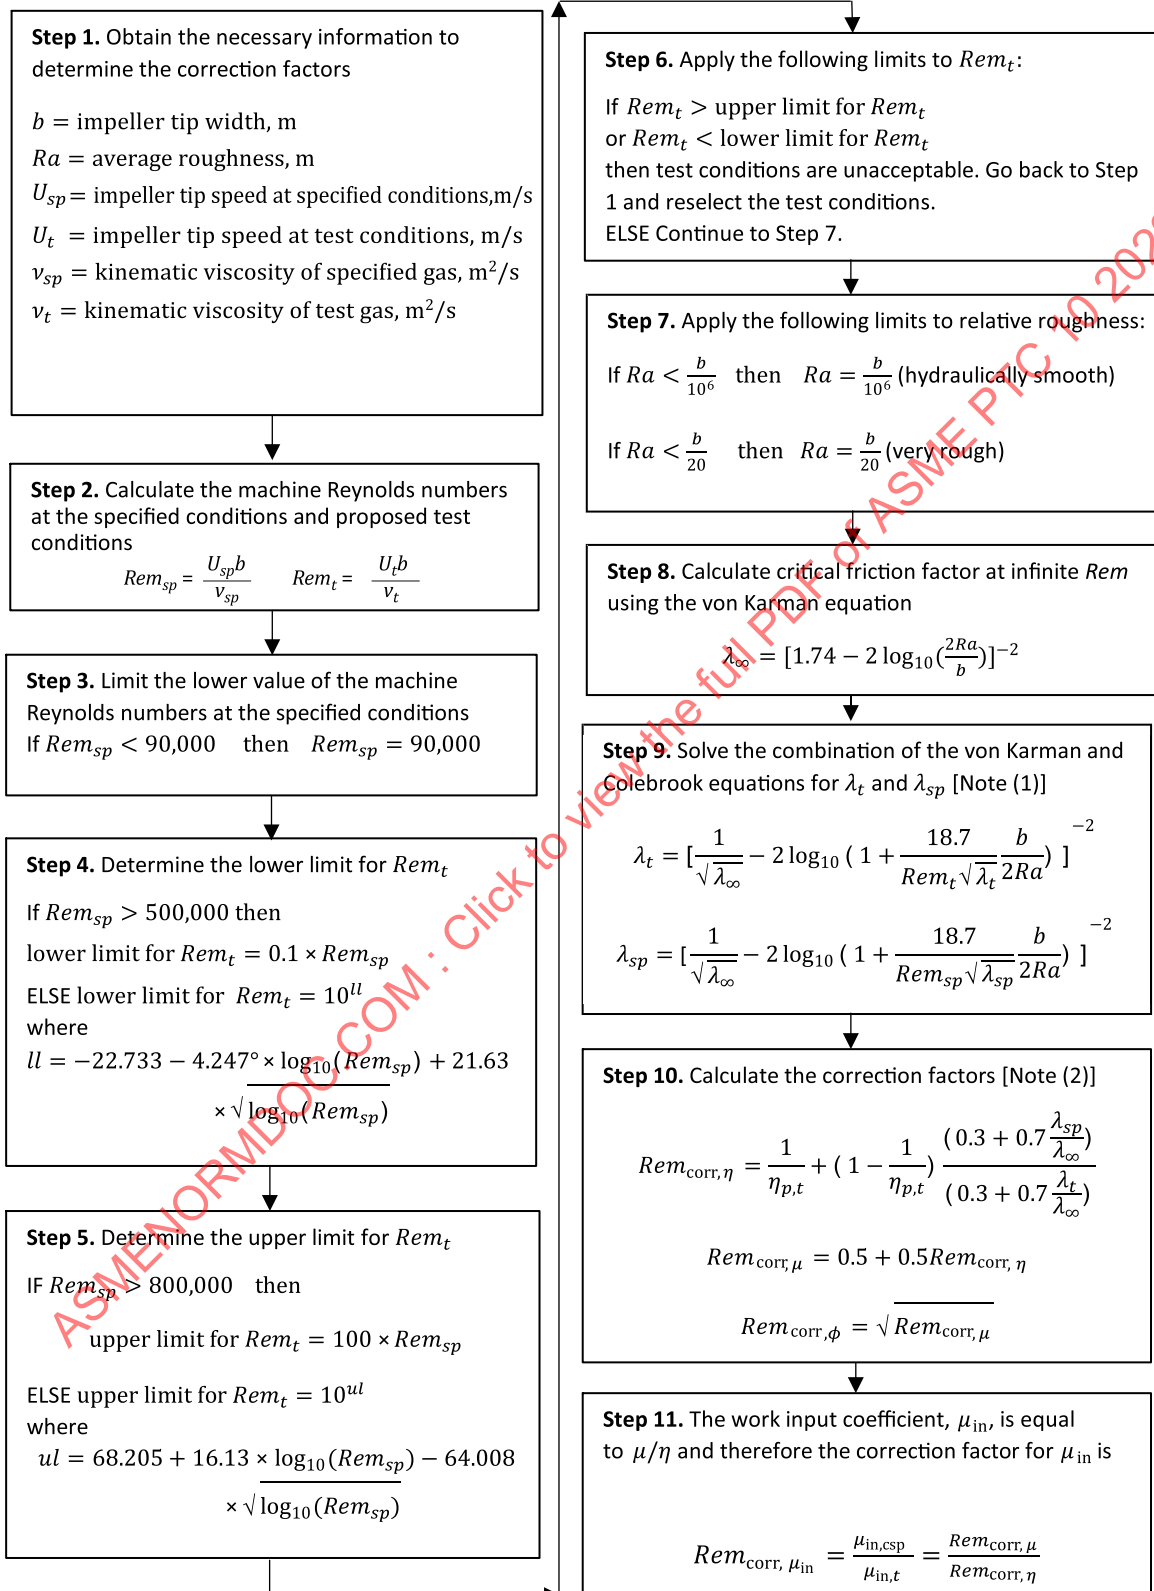 Step 1. Obtain the necessary information to
determine the correction factors
b = impeller tip width, m
Ra = average roughness, m
U_sp = impeller tip speed at specified conditions,m/s
U_t = impeller tip speed at test conditions, m/s
ν_sp = kinematic viscosity of specified gas, m²/s
ν_t = kinematic viscosity of test gas, m²/s
Step 2. Calculate the machine Reynolds numbers
at the specified conditions and proposed test
conditions
Rem_sp = U_sp b / ν_sp    Rem_t = U_t b / ν_t
Step 3. Limit the lower value of the machine
Reynolds numbers at the specified conditions
If Rem_sp < 90,000 then Rem_sp = 90,000
Step 4. Determine the lower limit for Rem_t
If Rem_sp > 500,000 then
lower limit for Rem_t = 0.1 × Rem_sp
ELSE lower limit for Rem_t = 10^ll
where
ll = −22.733 − 4.247° × log₁₀(Rem_sp) + 21.63
× √log₁₀(Rem_sp)
Step 5. Determine the upper limit for Rem_t
IF Rem_sp > 800,000 then
upper limit for Rem_t = 100 × Rem_sp
ELSE upper limit for Rem_t = 10^ul
where
ul = 68.205 + 16.13 × log₁₀(Rem_sp) − 64.008
× √log₁₀(Rem_sp)
Step 6. Apply the following limits to Rem_t:
If Rem_t > upper limit for Rem_t
or Rem_t < lower limit for Rem_t
then test conditions are unacceptable. Go back to Step
1 and reselect the test conditions.
ELSE Continue to Step 7.
Step 7. Apply the following limits to relative roughness:
If Ra < b/10⁶ then Ra = b/10⁶ (hydraulically smooth)
If Ra < b/20 then Ra = b/20 (very rough)
Step 8. Calculate critical friction factor at infinite Rem
using the von Karman equation
λ_∞ = [1.74 − 2 log₁₀(2Ra/b)]⁻²
Step 9. Solve the combination of the von Karman and
Colebrook equations for λ_t and λ_sp [Note (1)]
λ_t = [1/√λ_∞ − 2 log₁₀ ( 1 + 18.7/(Rem_t √λ_t) b/2Ra) ]⁻²
λ_sp = [1/√λ_∞ − 2 log₁₀ ( 1 + 18.7/(Rem_sp √λ_sp) b/2Ra) ]⁻²
Step 10. Calculate the correction factors [Note (2)]
Rem_corr,η = 1/η_p,t + ( 1 − 1/η_p,t) ( 0.3 + 0.7 λ_sp/λ_∞) / ( 0.3 + 0.7 λ_t/λ_∞)
Rem_corr,μ = 0.5 + 0.5Rem_corr, η
Rem_corr,ϕ = √Rem_corr,μ
Step 11. The work input coefficient, μ_in, is equal
to μ/η and therefore the correction factor for μ_in is
Rem_corr, μ_in = μ_in,csp / μ_in,t = Rem_corr, μ / Rem_corr, η
ASMENORMDOC.COM : Click to view the full PDF of ASME PTC 10 202